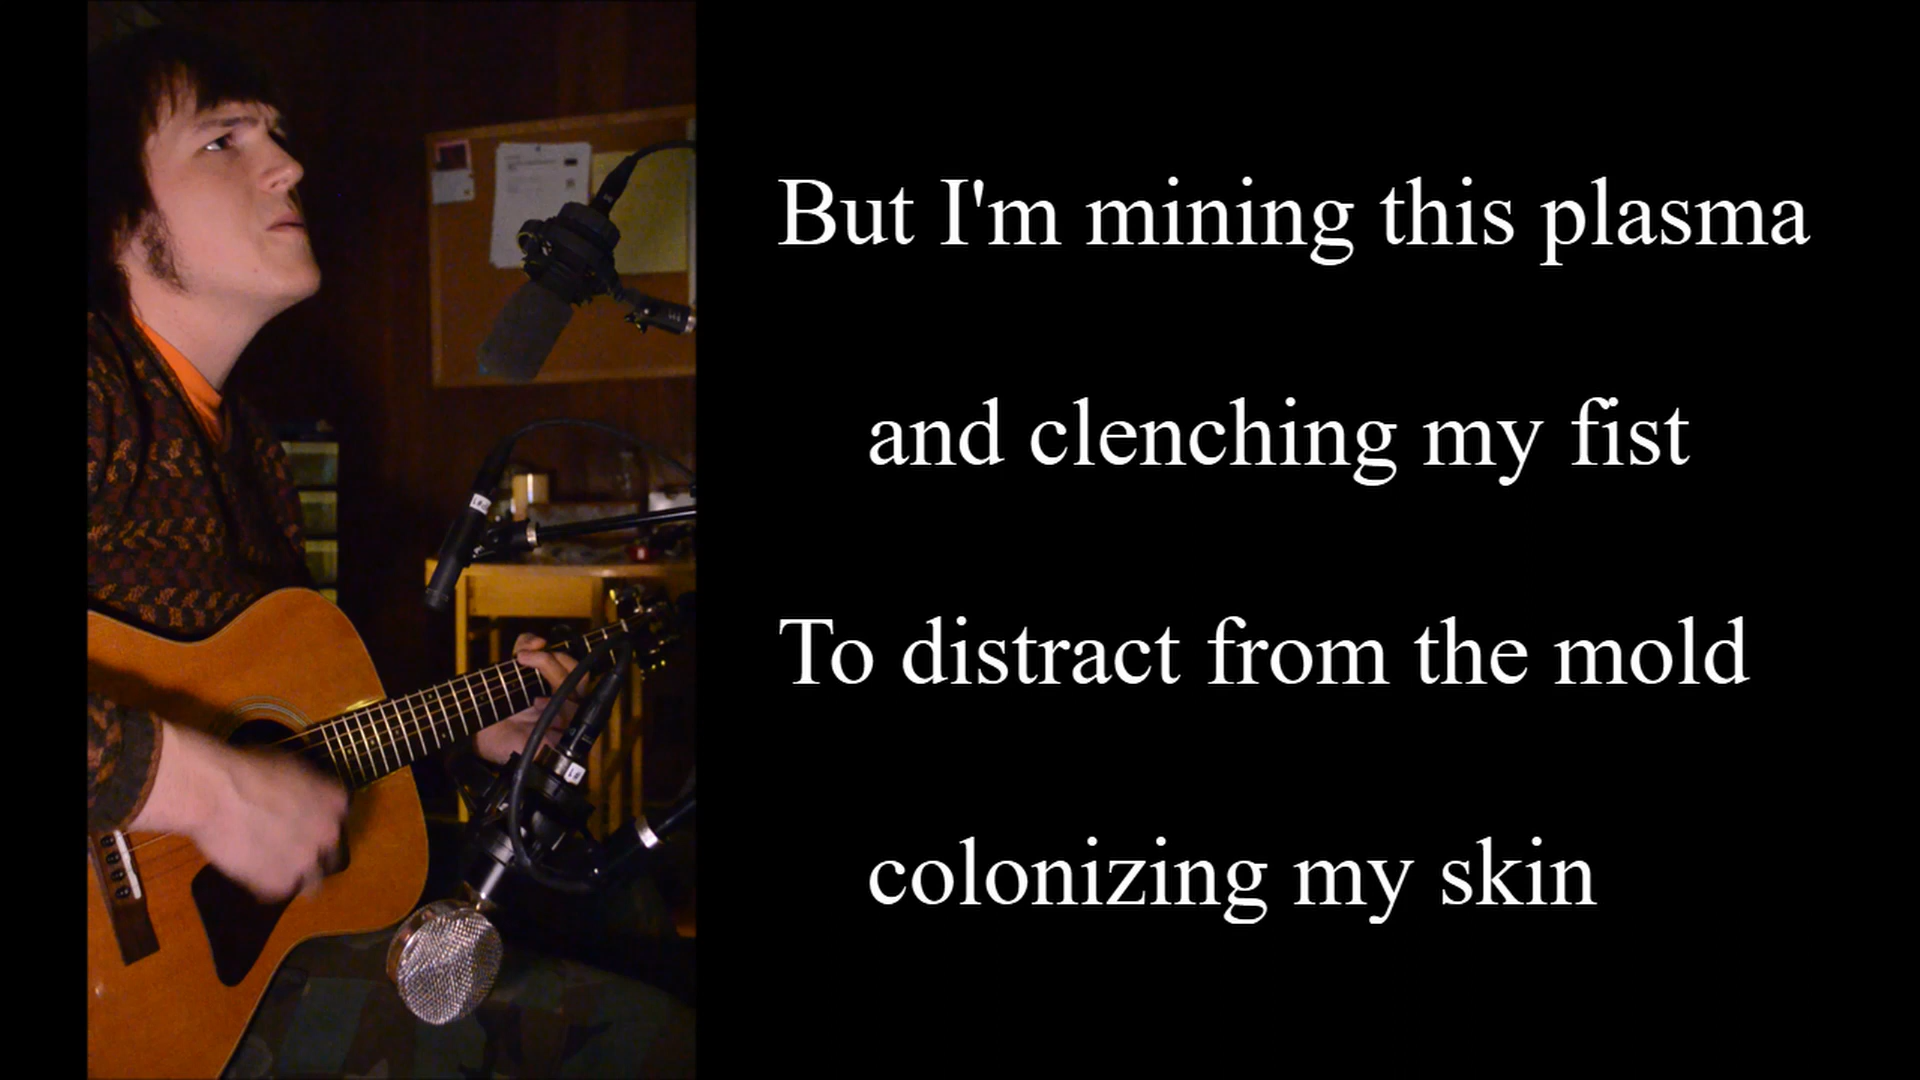 But I'm mining this plasma
and clenching my fist
To distract from the mold
colonizing my skin